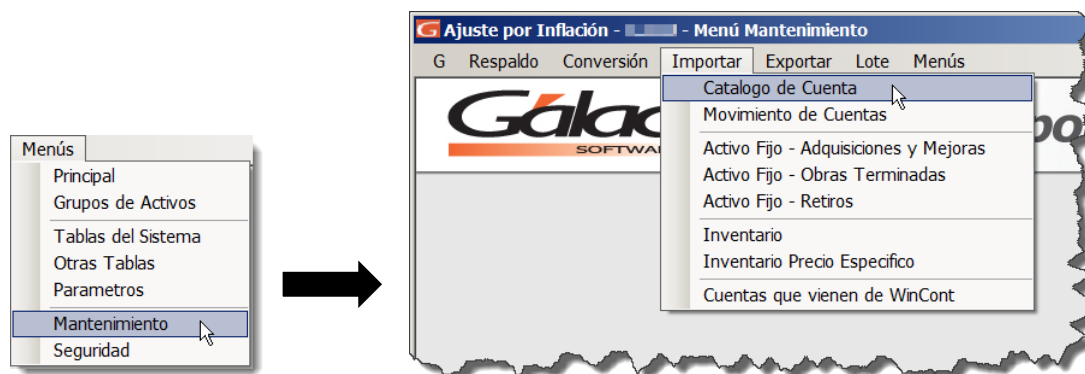 Menús
Principal
Grupos de Activos
Tablas del Sistema
Otras Tablas
Parametros
Mantenimiento
Seguridad
G Ajuste por Inflación - - Menú Mantenimiento
G Respaldo Conversión Importar Exportar Lote Menús
Catalogo de Cuenta
Movimiento de Cuentas
Activo Fijo - Adquisiciones y Mejoras
Activo Fijo - Obras Terminadas
Activo Fijo - Retiros
Inventario
Inventario Precio Especifico
Cuentas que vienen de WinCont
Gálac
SOFTWA